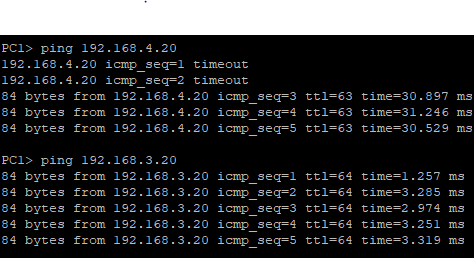 PC1> ping 192.168.4.20
192.168.4.20 icmp_seq=1 timeout
192.168.4.20 icmp_seq=2 timeout
84 bytes from 192.168.4.20 icmp_seq=3 ttl=63 time=30.897 ms
84 bytes from 192.168.4.20 icmp_seq=4 ttl=63 time=31.246 ms
84 bytes from 192.168.4.20 icmp_seq=5 ttl=63 time=30.529 ms
PC1> ping 192.168.3.20
84 bytes from 192.168.3.20 icmp_seq=1 ttl=64 time=1.257 ms
84 bytes from 192.168.3.20 icmp_seq=2 ttl=64 time=3.285 ms
84 bytes from 192.168.3.20 icmp_seq=3 ttl=64 time=2.974 ms
84 bytes from 192.168.3.20 icmp_seq=4 ttl=64 time=3.251 ms
84 bytes from 192.168.3.20 icmp_seq=5 ttl=64 time=3.319 ms